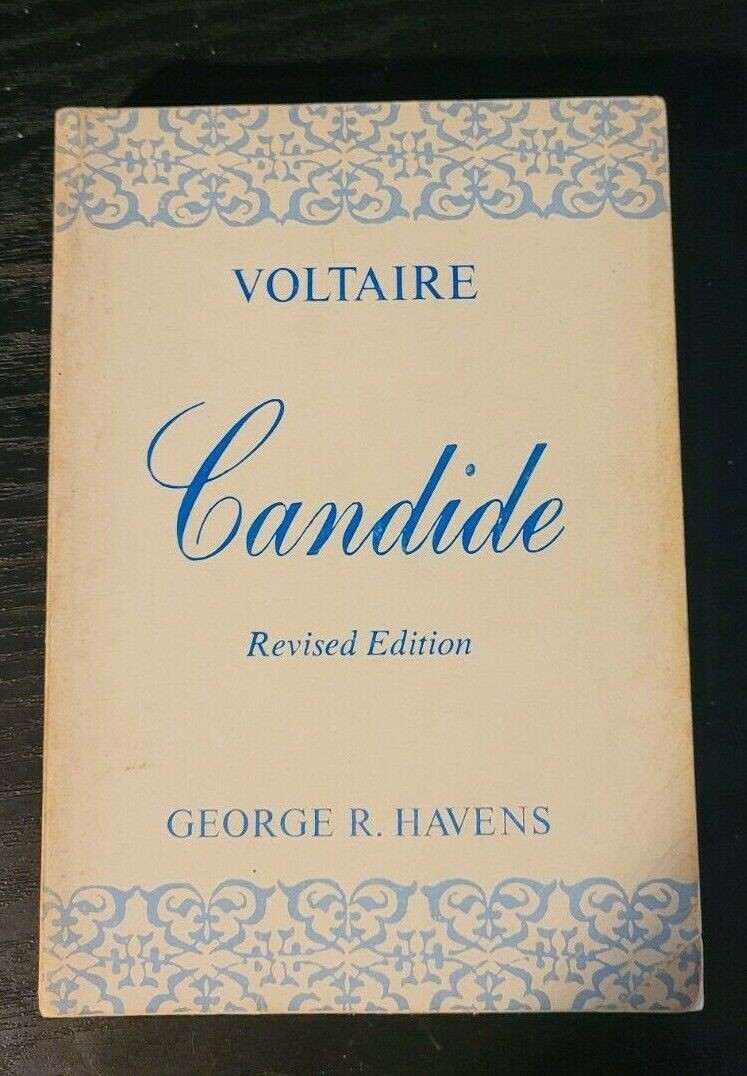 VOLTAIRE
Candide
Revised Edition
GEORGE R. HAVENS